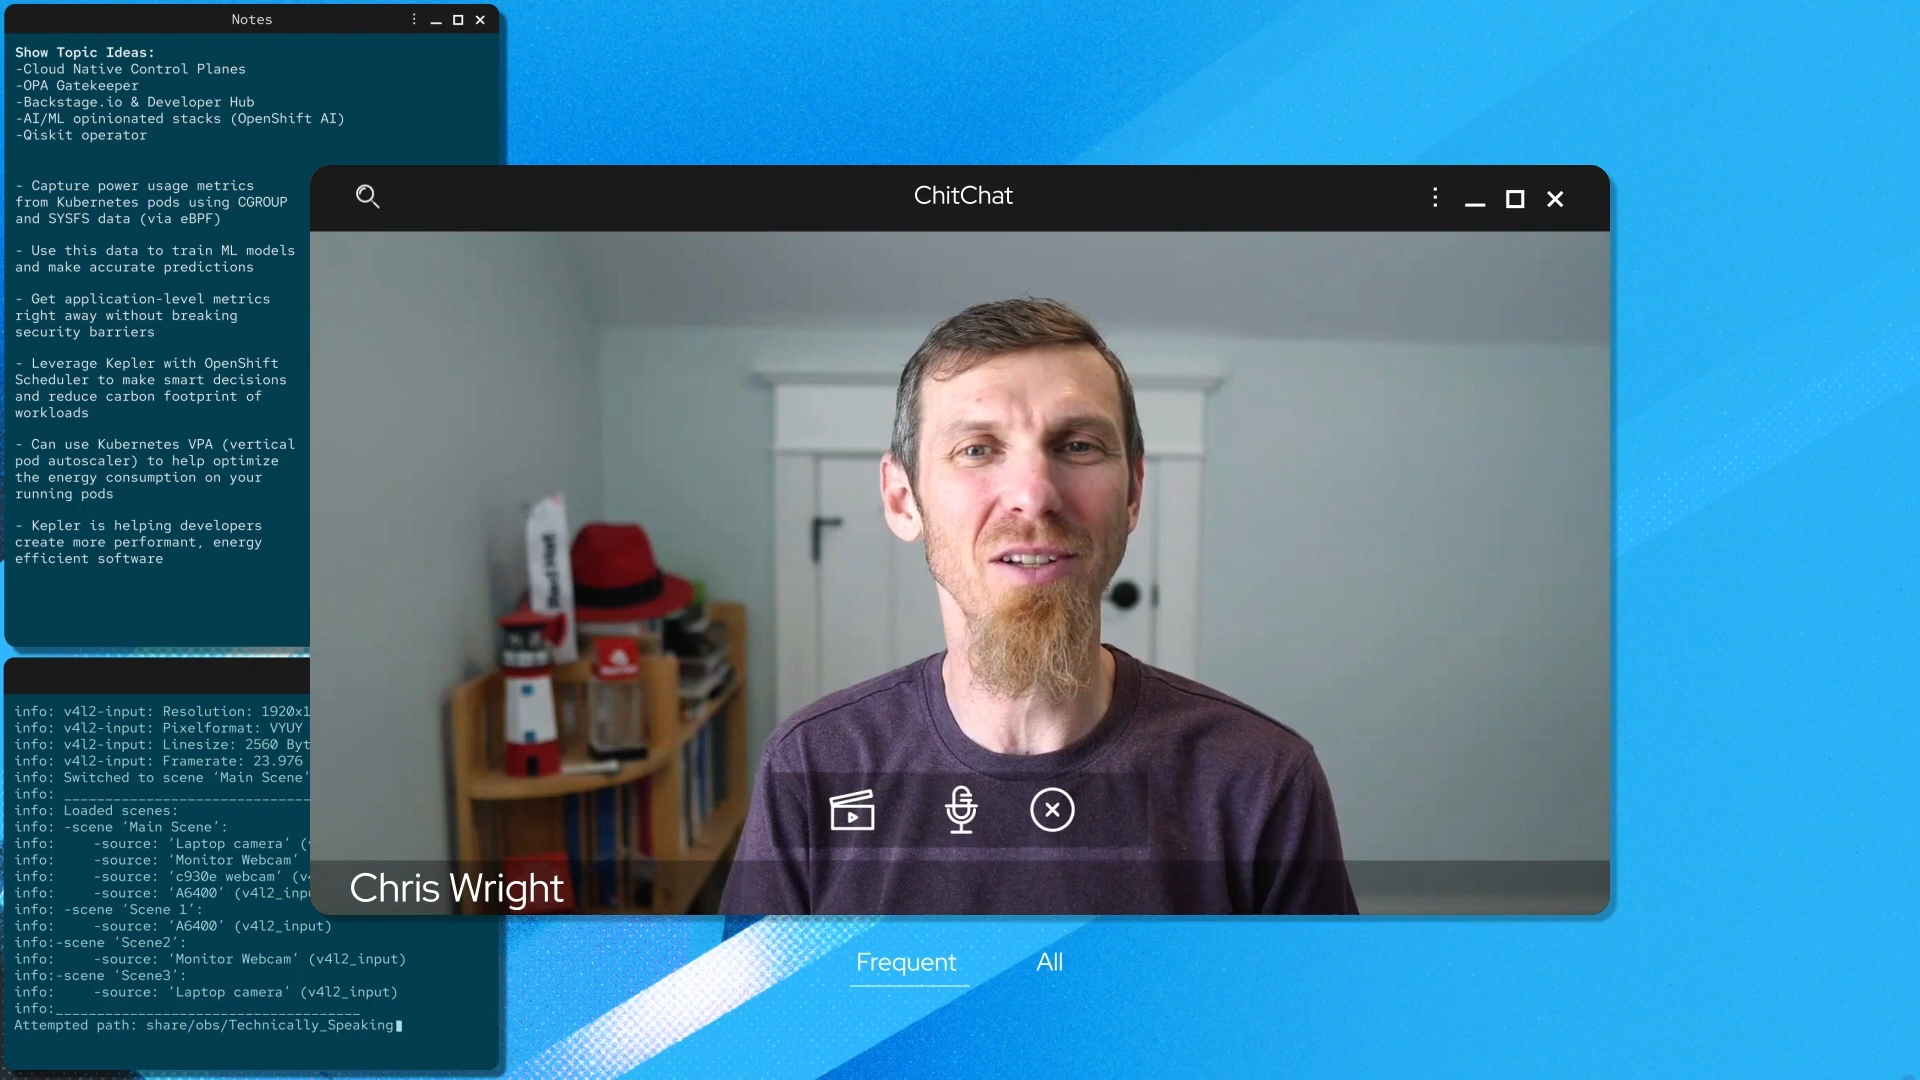 Notes
Show Topic Ideas:
-Cloud Native Control Planes
-OPA Gatekeeper
-Backstage.io & Developer Hub
-AI/ML opinionated stacks (OpenShift AI)
-Qiskit operator
- Capture power usage metrics
from Kubernetes pods using CGROUP
and SYSFS data (via eBPF)
- Use this data to train ML models
and make accurate predictions
- Get application-level metrics
right away without breaking
security barriers
- Leverage Kepler with OpenShift
Scheduler to make smart decisions
and reduce carbon footprint of
workloads
- Can use Kubernetes VPA (vertical
pod autoscaler) to help optimize
the energy consumption on your
running pods
- Kepler is helping developers
create more performant, energy
efficient software
ChitChat
Red Hat
Chris Wright
Frequent
All
info: v4l2-input: Resolution: 1920x1
info: v4l2-input: Pixelformat: VYUY
info: v4l2-input: Linesize: 2560 Byt
info: v4l2-input: Framerate: 23.976
info: Switched to scene ‘Main Scene’
info: ______________________________
info: Loaded scenes:
info: -scene ‘Main Scene’:
info: -source: ‘Laptop camera’ (
info: -source: ‘Monitor Webcam’
info: -source: ‘c930e webcam’ (v4
info: -source: ‘A6400’ (v4l2_inp
info: -scene ‘Scene 1’:
info: -source: ‘A6400’ (v4l2_input)
info:-scene ‘Scene2’:
info: -source: ‘Monitor Webcam’ (v4l2_input)
info:-scene ‘Scene3’:
info: -source: ‘Laptop camera’ (v4l2_input)
info:_____________________________________
Attempted path: share/obs/Technically_Speaking